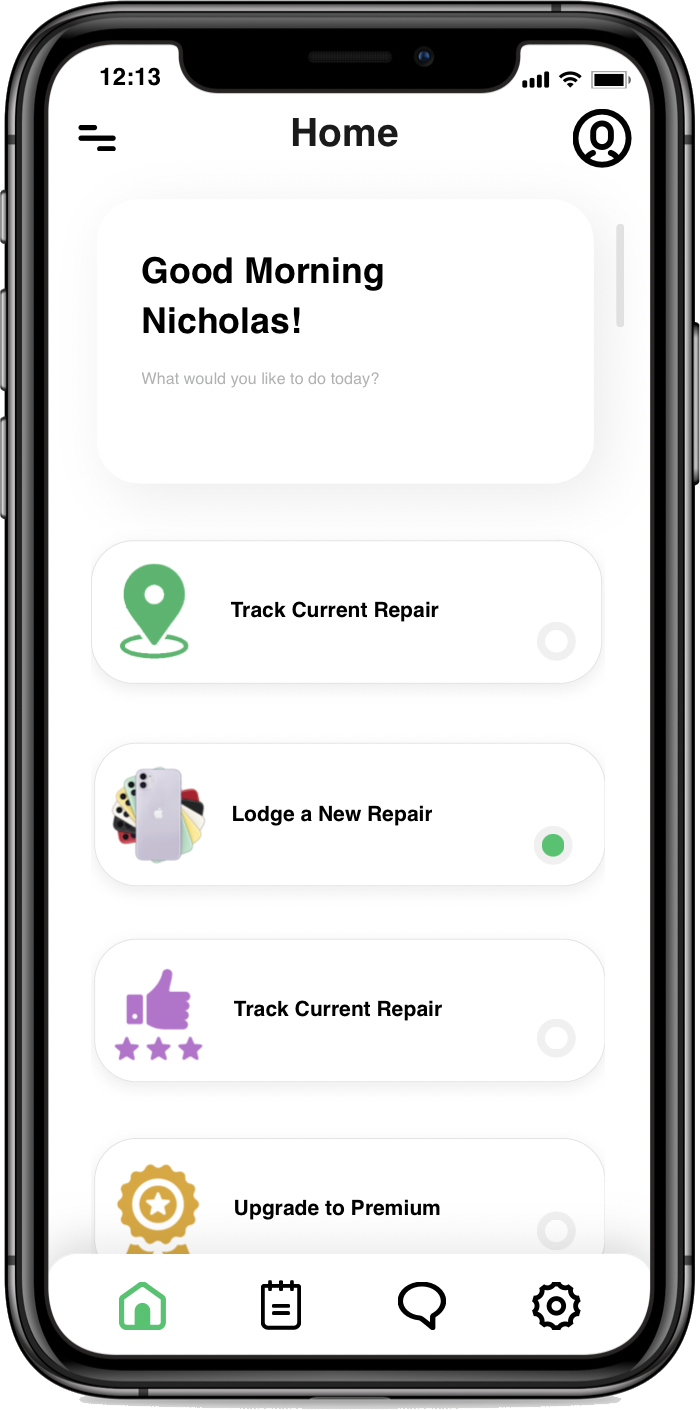 12:13
Home
Good Morning
Nicholas!
What would you like to do today?
Track Current Repair
Lodge a New Repair
Track Current Repair
Upgrade to Premium